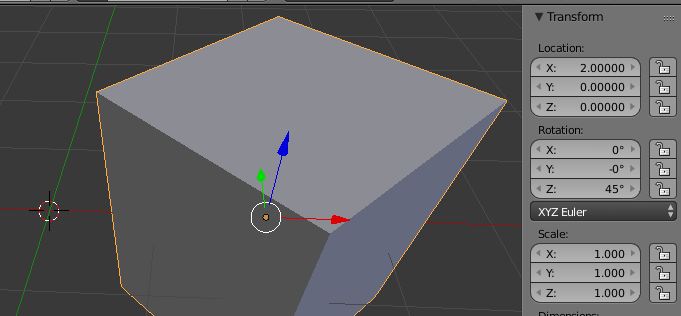 Transform
Location:
X: 2.00000
Y: 0.00000
Z: 0.00000
Rotation:
X: 0°
Y: -0°
Z: 45°
XYZ Euler
Scale:
X: 1.000
Y: 1.000
Z: 1.000
Dimensions: